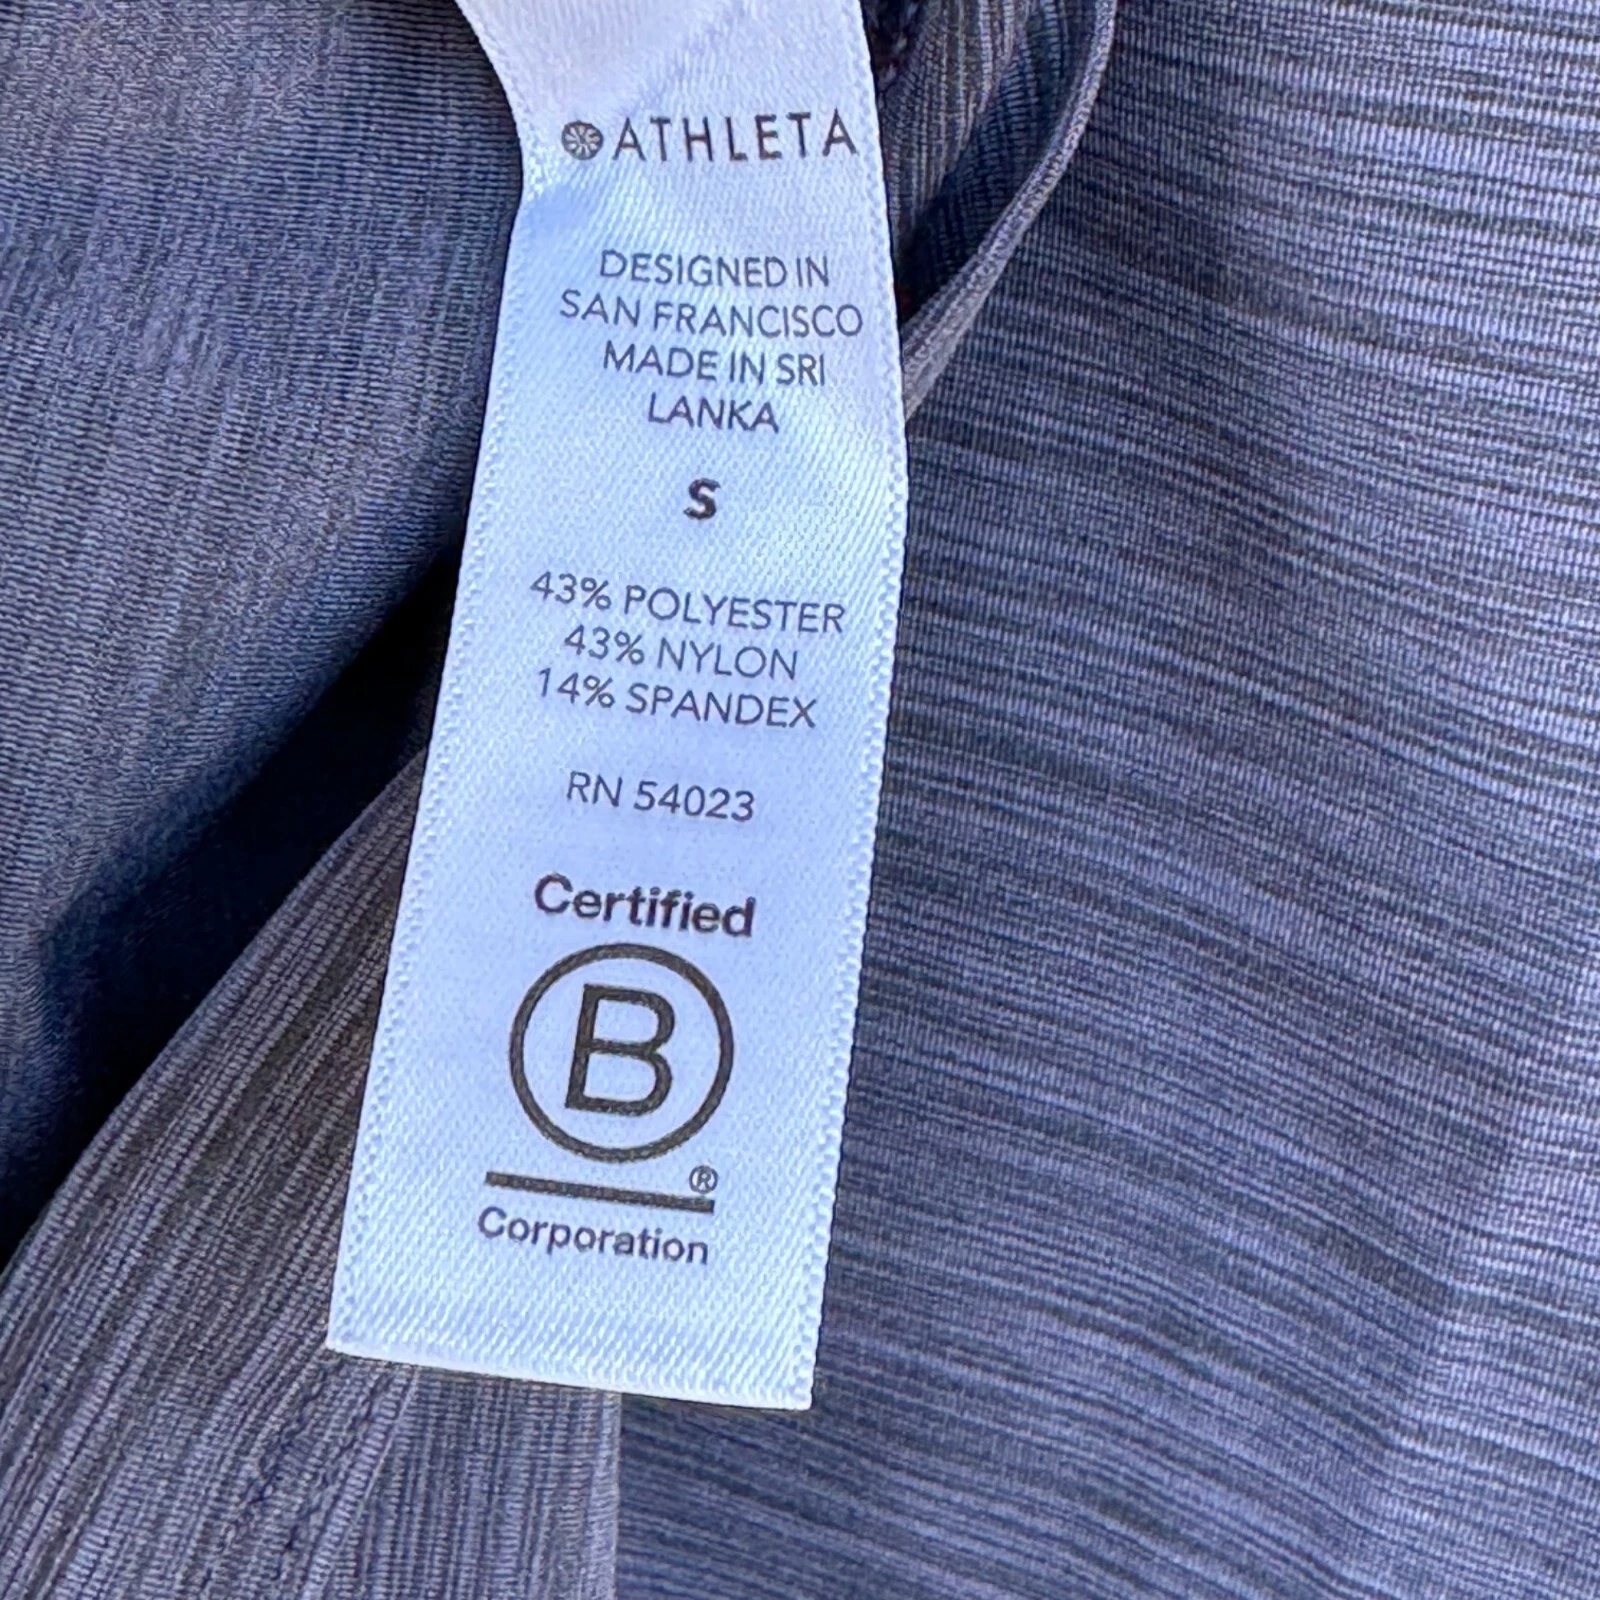 ATHLETA
DESIGNED IN
SAN FRANCISCO
MADE IN SRI
LANKA
S
43% POLYESTER
43% NYLON
14% SPANDEX
RN 54023
Certified
B
®
Corporation